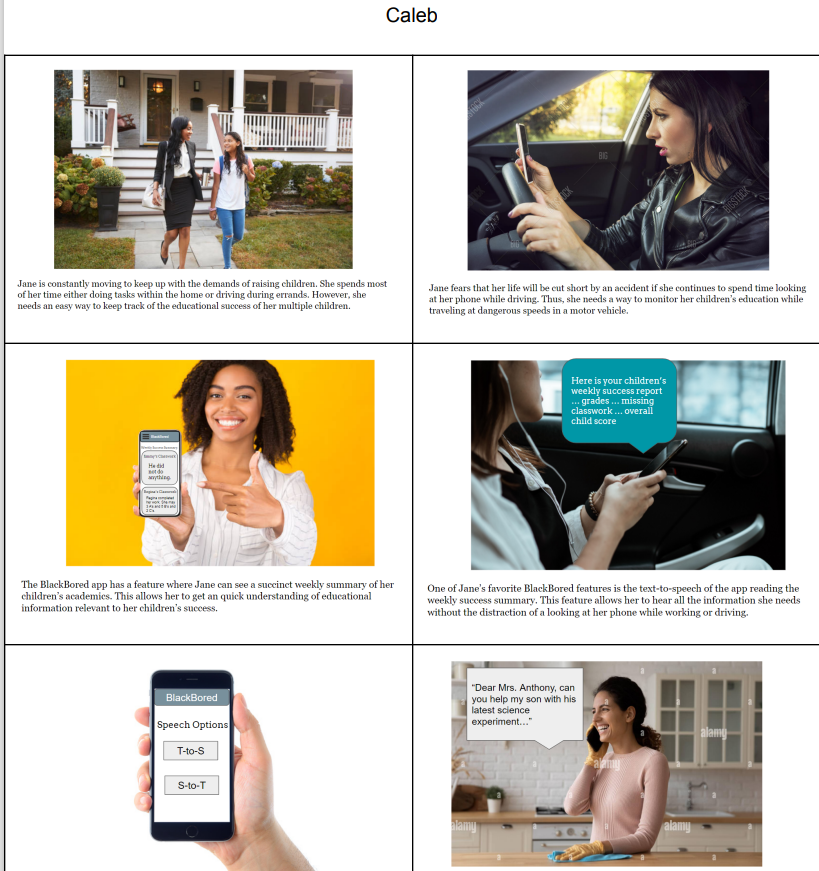 Caleb
Jane is constantly moving to keep up with the demands of raising children. She spends most
of her time either doing tasks within the home or driving during errands. However, she
needs an easy way to keep track of the educational success of her multiple children.
Jane fears that her life will be cut short by an accident if she continues to spend time looking
at her phone while driving. Thus, she needs a way to monitor her children's education while
traveling at dangerous speeds in a motor vehicle.
BlackBored
Weekly Success Summary
Classwork
He did
not do
anything.
Regina's Classwork
Regina completed
The BlackBored app has a feature where Jane can see a succinct weekly summary of her
children's academics. This allows her to get an quick understanding of educational
information relevant to her children's success.
Here is your children's
weekly success report
... grades ... missing
classwork ... overall
child score
One of Jane's favorite BlackBored features is the text-to-speech of the app reading the
weekly success summary. This feature allows her to hear all the information she needs
without the distraction of a looking at her phone while working or driving.
BlackBored
Speech Options
T-to-S
S-to-T
"Dear Mrs. Anthony, can
you help my son with his
latest science
experiment..."
alamy
alamy
alamy
alamy